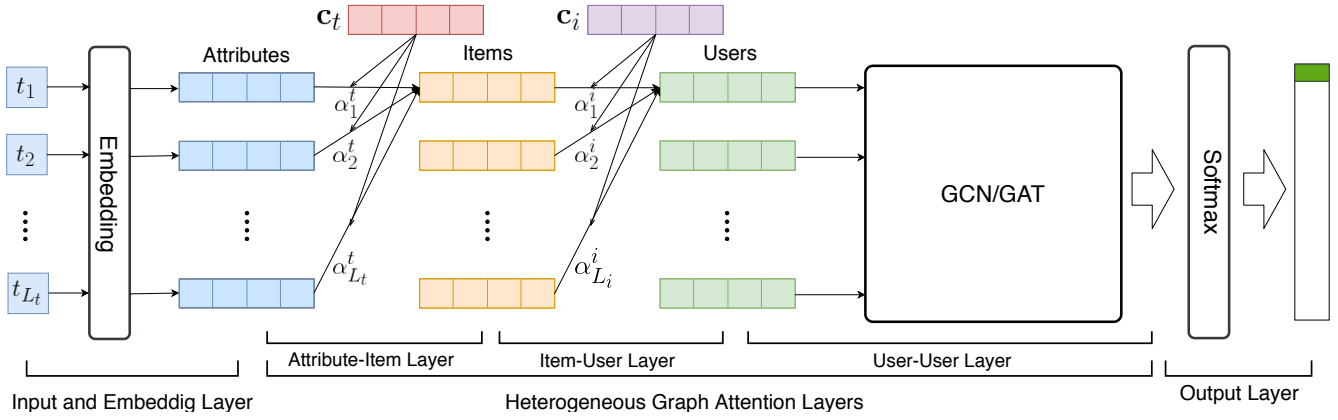 𝐜_t
𝐜_i
Attributes
Items
Users
t_1
t_2
t_{L_t}
Embedding
α_1^t
α_2^t
α_{L_t}^t
α_1^i
α_2^i
α_{L_i}^i
GCN/GAT
Softmax
Attribute-Item Layer
Item-User Layer
User-User Layer
Input and Embeddig Layer
Heterogeneous Graph Attention Layers
Output Layer